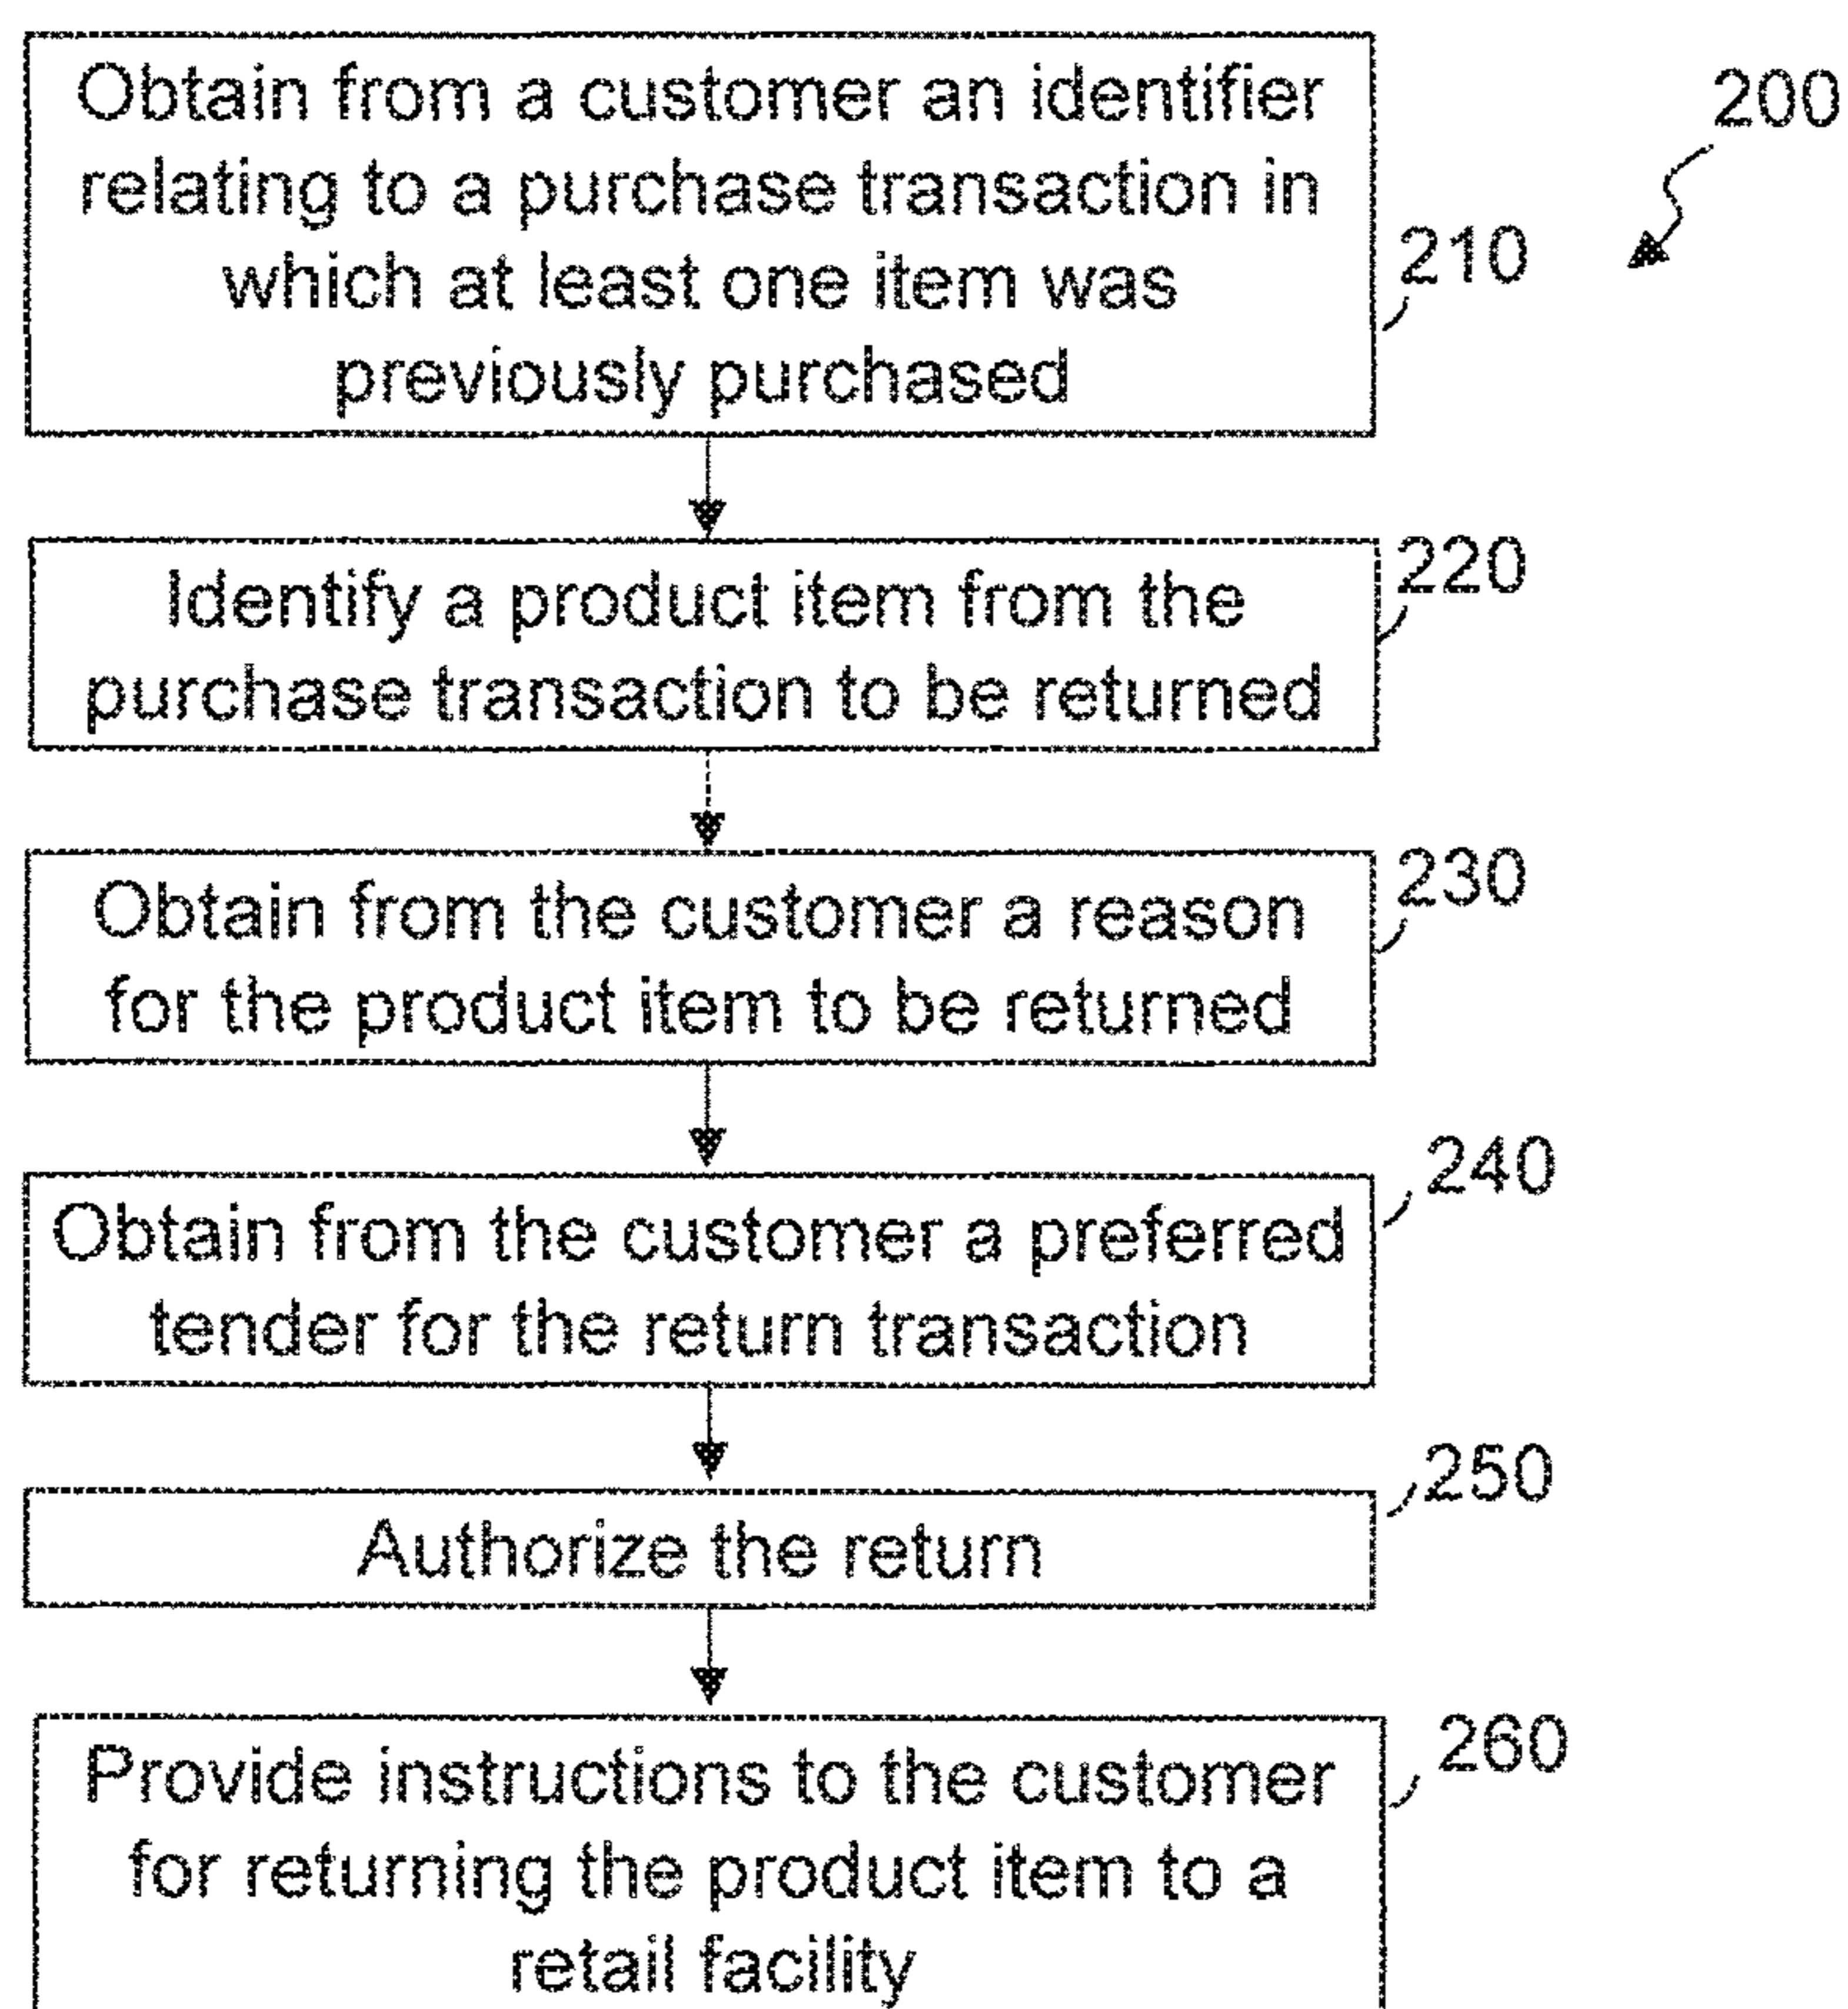 Obtain from a customer an identifier
relating to a purchase transaction in
which at least one item was
previously purchased
200
210
Identify a product item from the
purchase transaction to be returned
220
Obtain from the customer a reason
for the product item to be returned
230
Obtain from the customer a preferred
tender for the return transaction
240
Authorize the return
250
Provide instructions to the customer
for returning the product item to a
retail facility
260